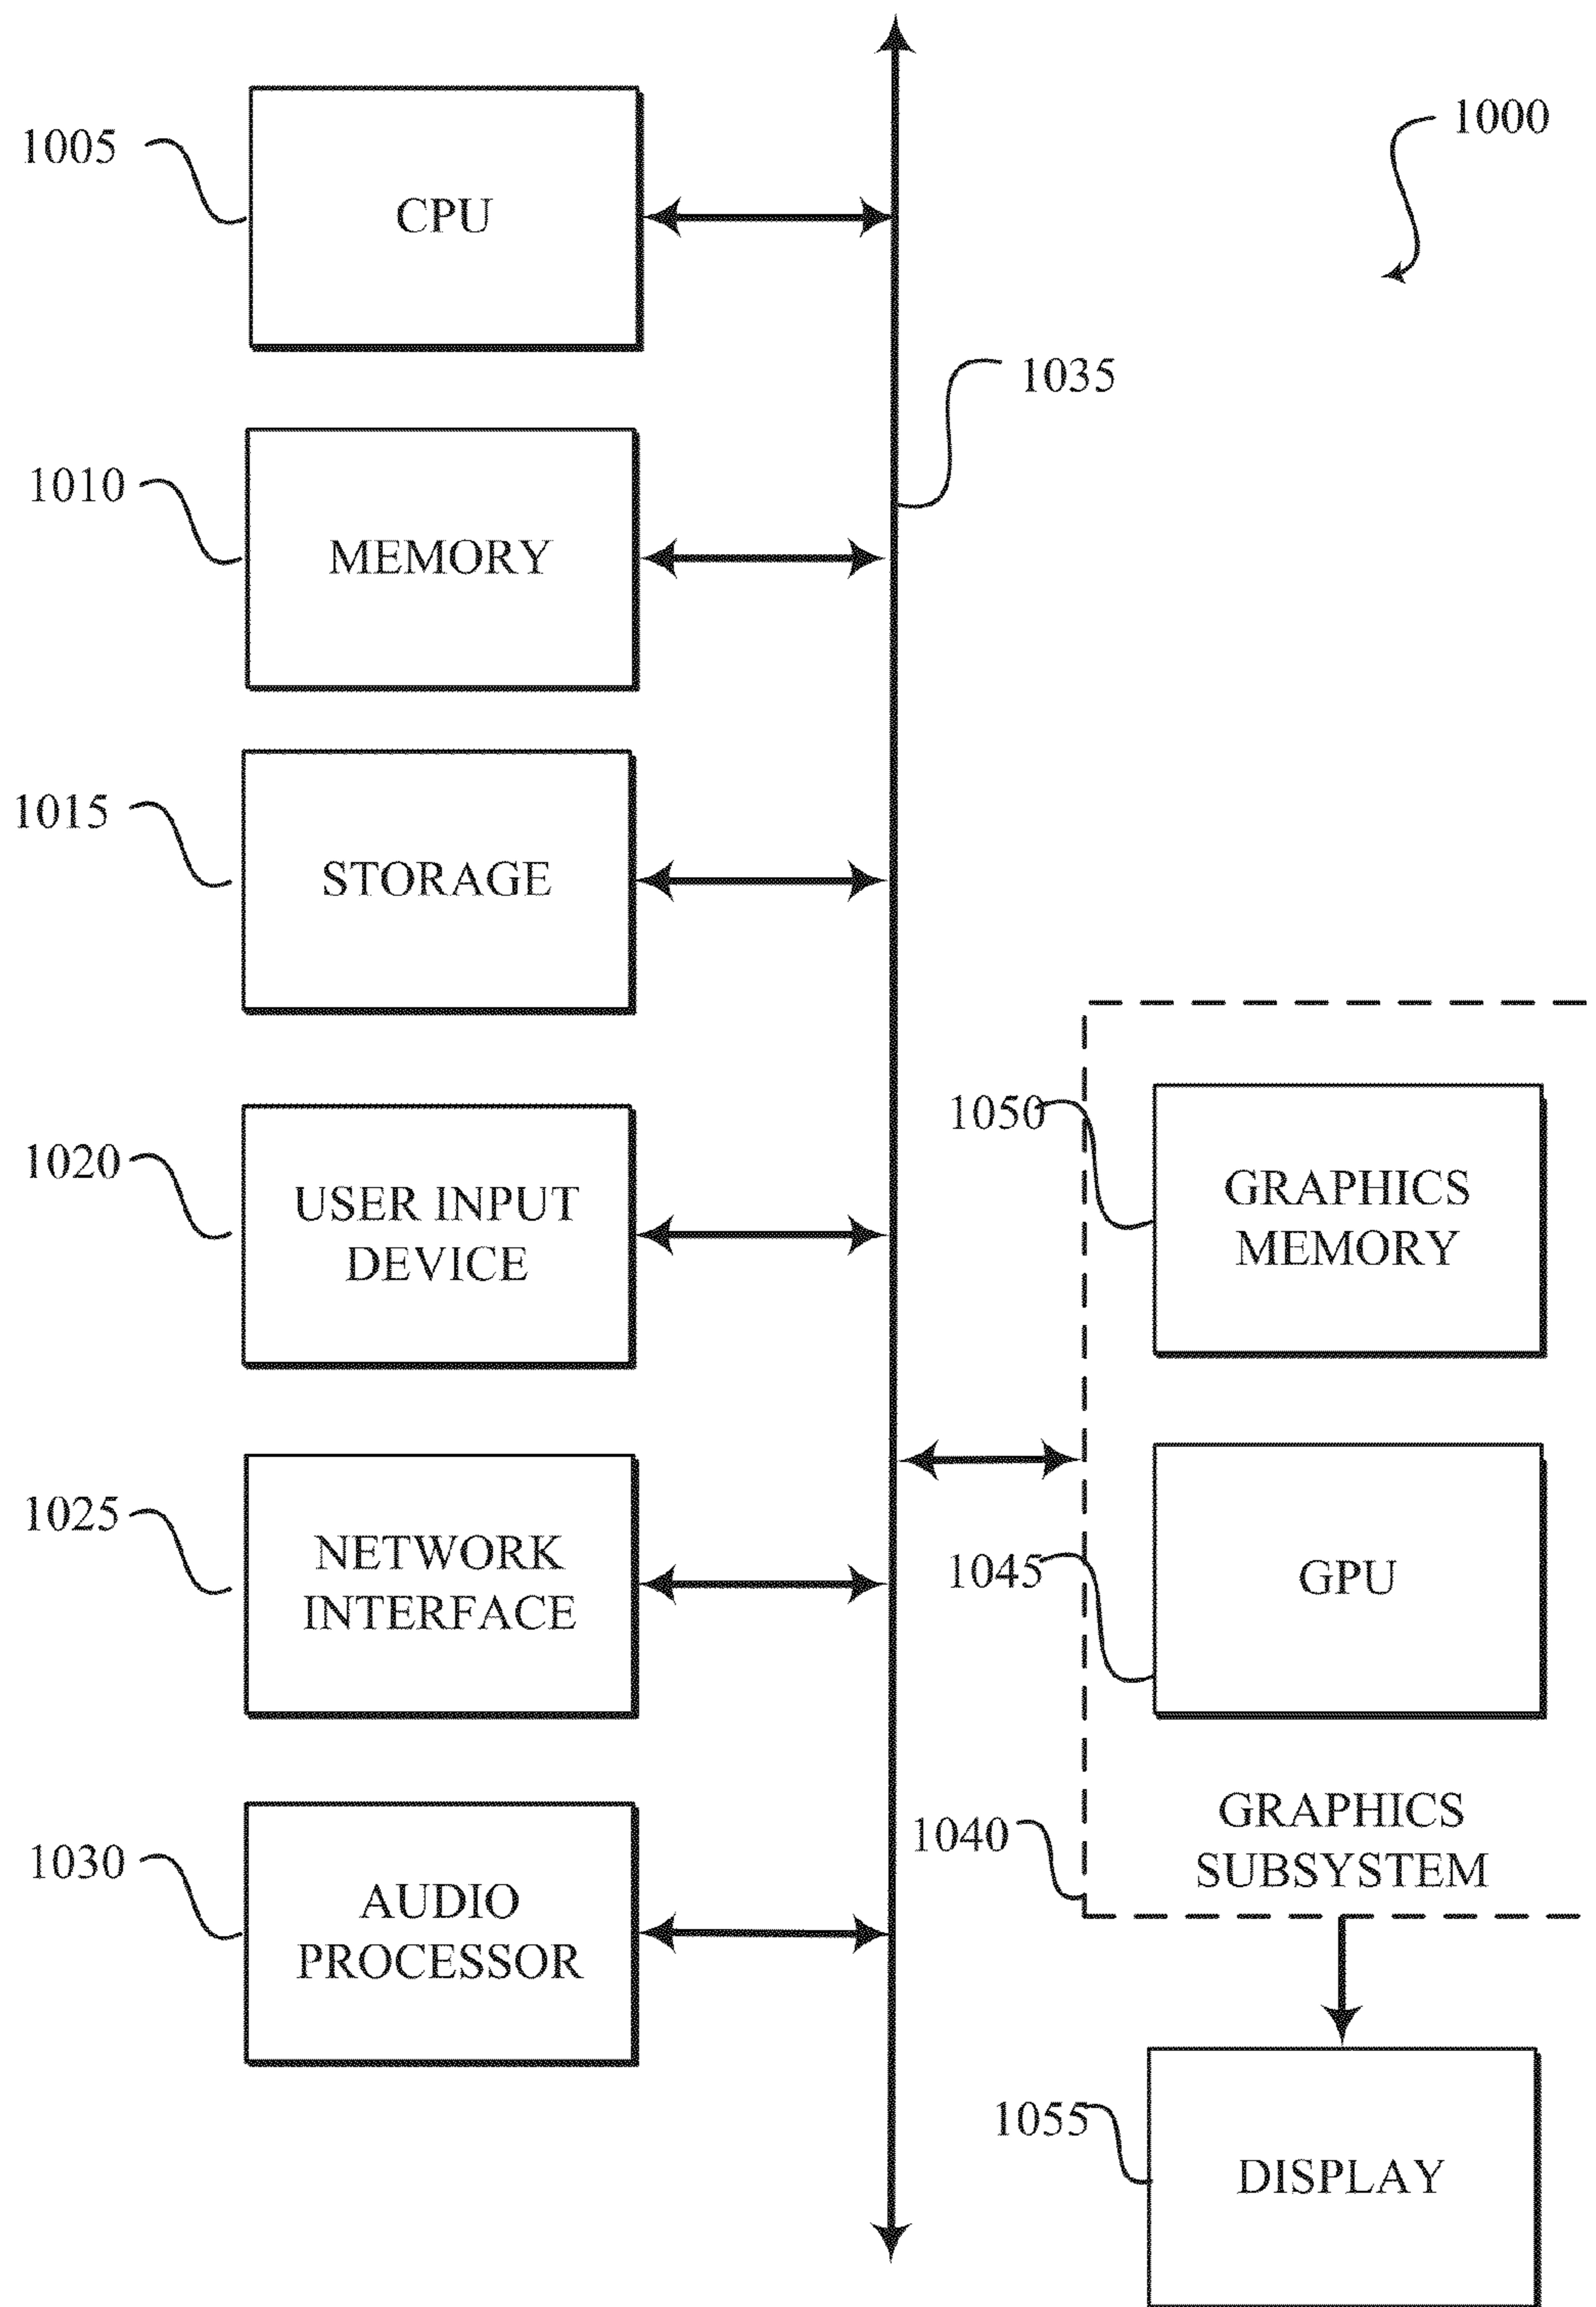 1000
1005
CPU
1035
1010
MEMORY
1015
STORAGE
1050
GRAPHICS
MEMORY
1020
USER INPUT
DEVICE
1025
NETWORK
INTERFACE
1045
GPU
1030
AUDIO
PROCESSOR
1040
GRAPHICS
SUBSYSTEM
1055
DISPLAY